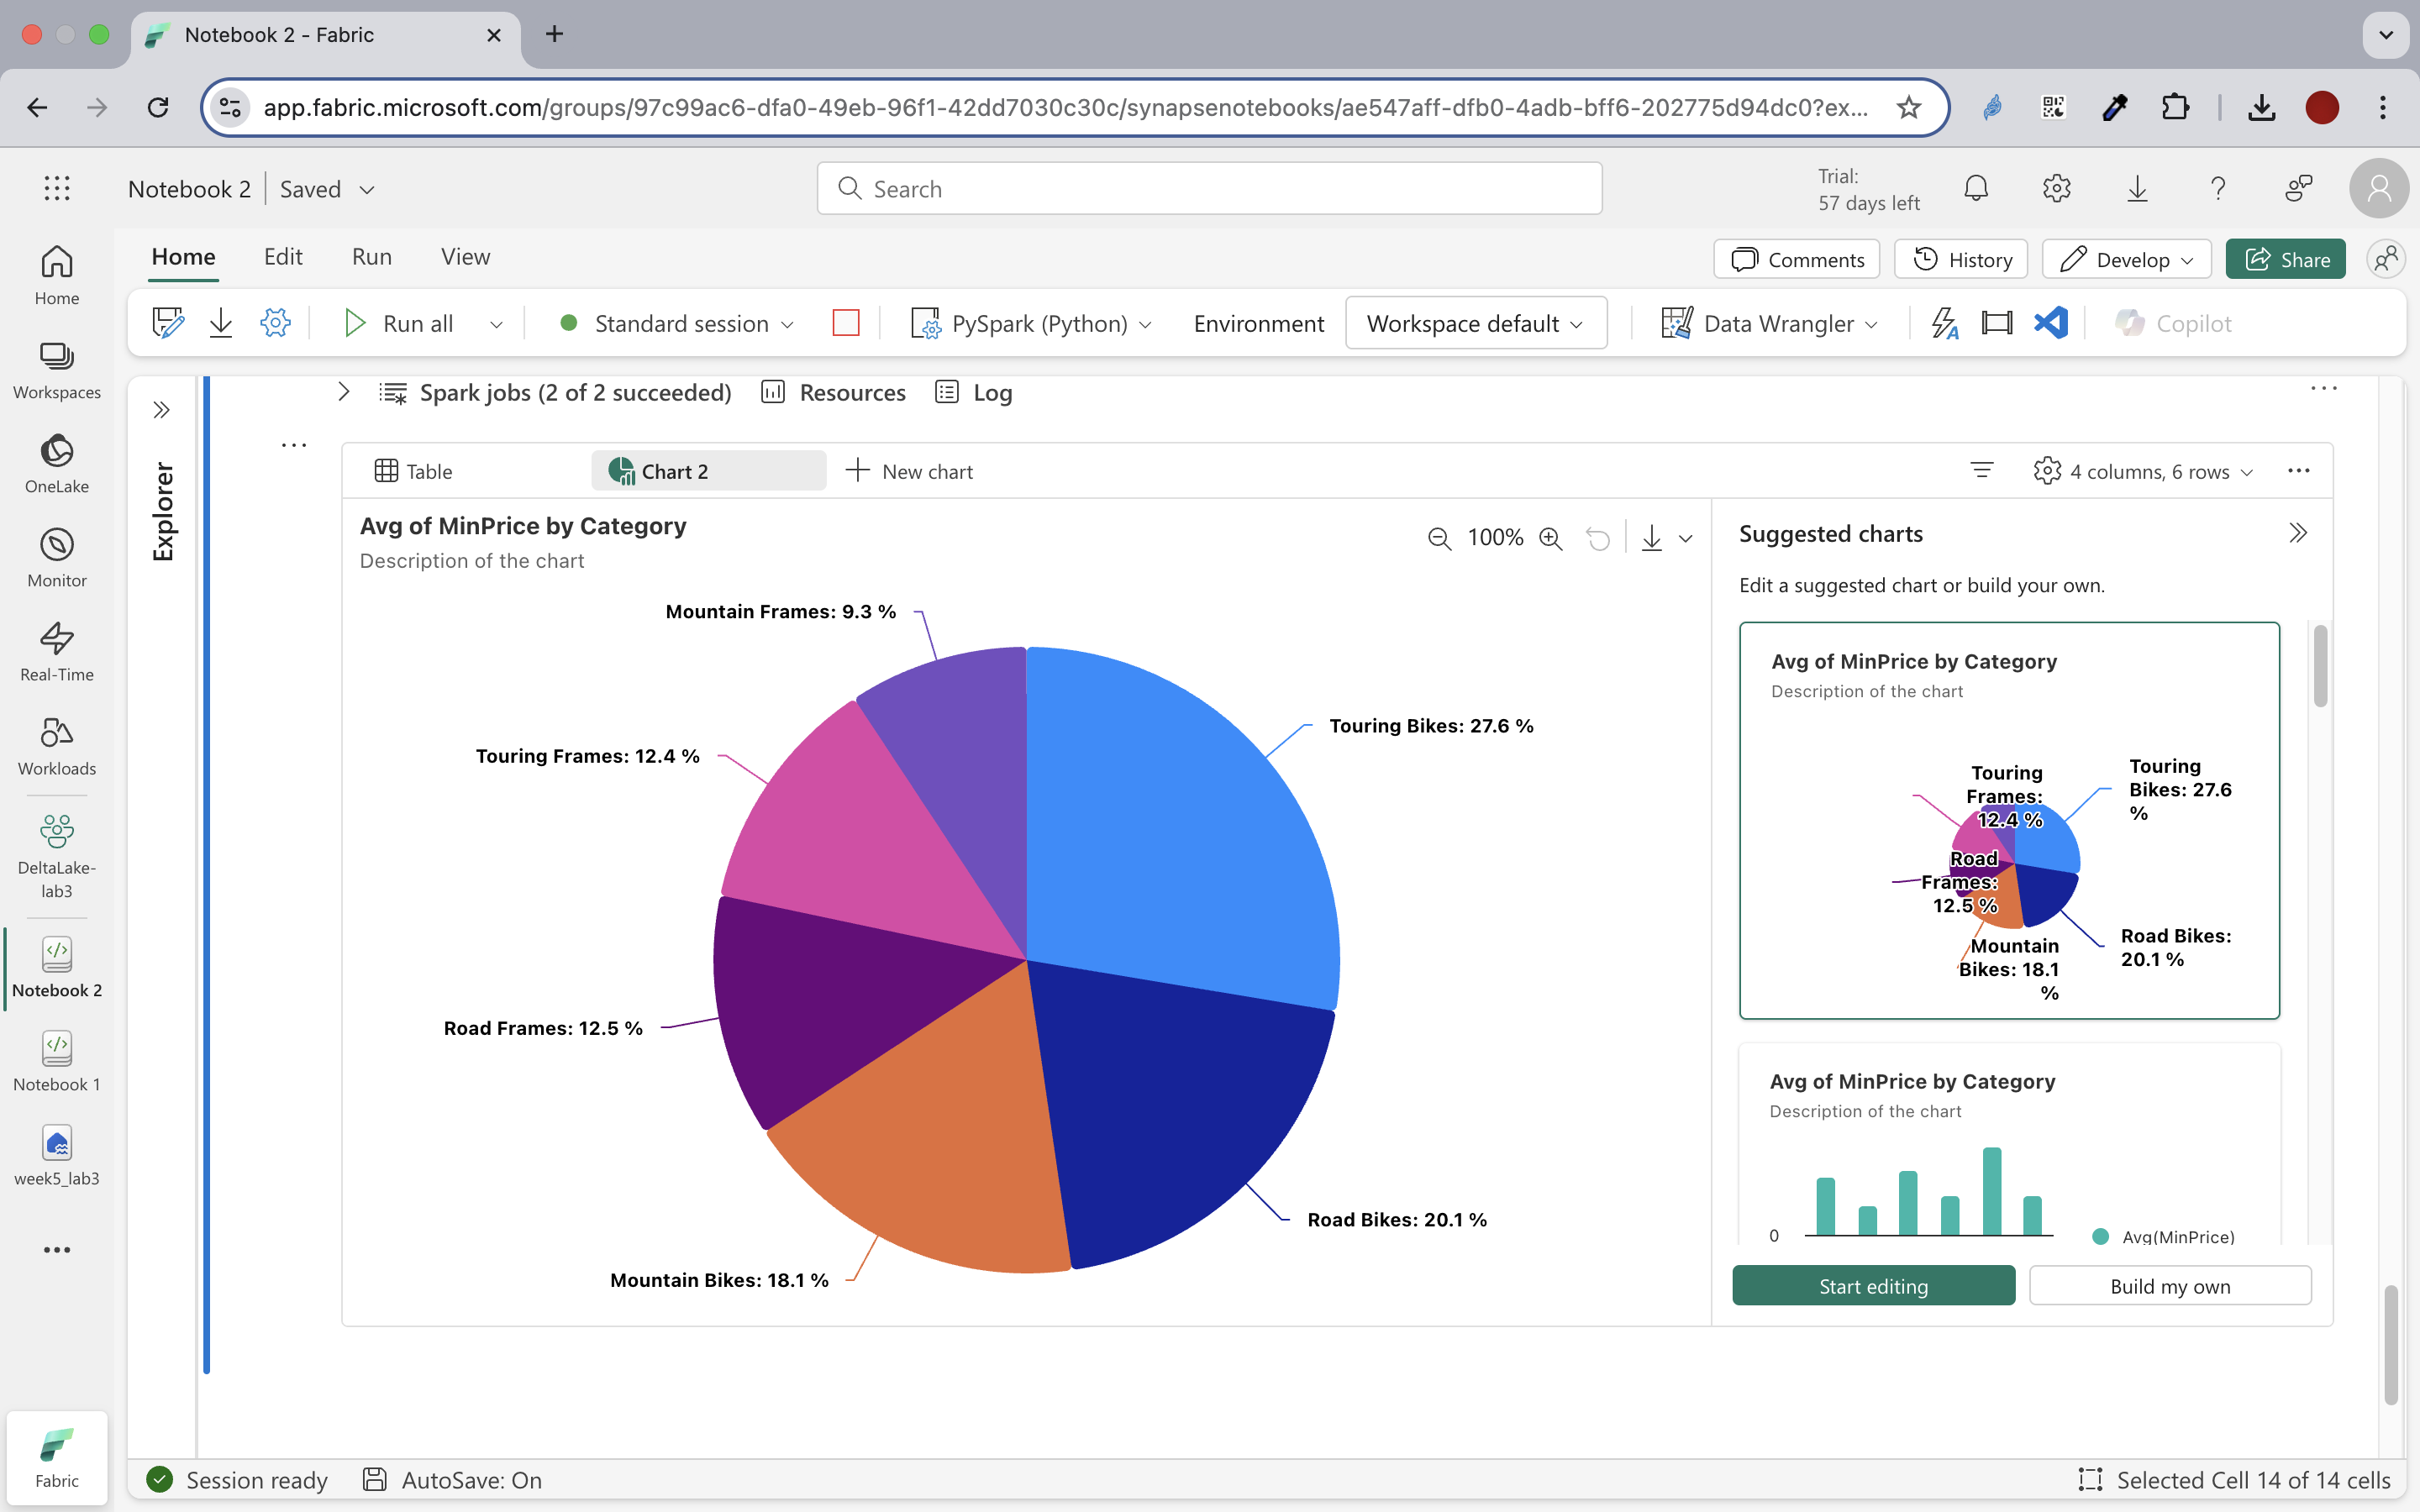 Notebook 2 - Fabric
app.fabric.microsoft.com/groups/97c99ac6-dfa0-49eb-96f1-42dd7030c30c/synapsenotebooks/ae547aff-dfb0-4adb-bff6-202775d94dc0?ex...
Notebook 2
Saved
Search
Trial:
57 days left
Home
Edit
Run
View
Comments
History
Develop
Share
Run all
Standard session
PySpark (Python)
Environment
Workspace default
Data Wrangler
Copilot
Home
Workspaces
OneLake
Monitor
Real-Time
Workloads
DeltaLake-
lab3
Notebook 2
Notebook 1
week5_lab3
Fabric
Explorer
Spark jobs (2 of 2 succeeded)
Resources
Log
Table
Chart 2
New chart
4 columns, 6 rows
Avg of MinPrice by Category
Description of the chart
100%
Mountain Frames: 9.3 %
Touring Bikes: 27.6 %
Touring Frames: 12.4 %
Road Frames: 12.5 %
Road Bikes: 20.1 %
Mountain Bikes: 18.1 %
Suggested charts
Edit a suggested chart or build your own.
Avg of MinPrice by Category
Description of the chart
Touring
Frames:
12.4 %
Touring
Bikes: 27.6
%
Road
Frames:
12.5 %
Mountain
Bikes: 18.1
%
Road Bikes:
20.1 %
Avg of MinPrice by Category
Description of the chart
0
Avg(MinPrice)
Start editing
Build my own
Session ready
AutoSave: On
Selected Cell 14 of 14 cells